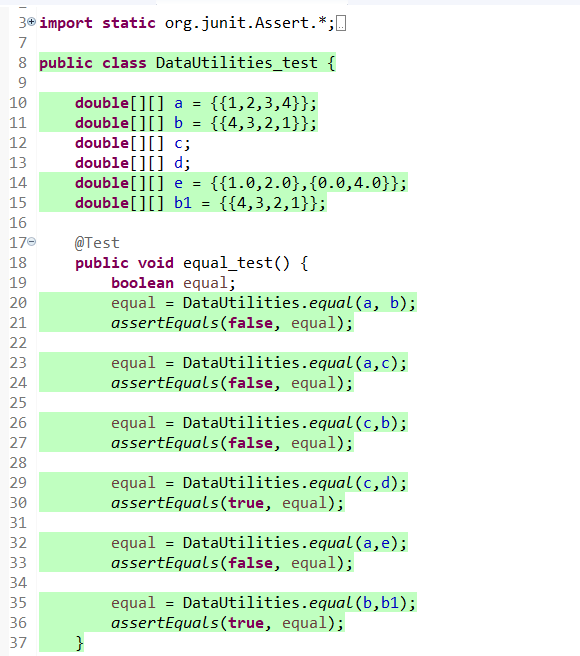 3 import static org.junit.Assert.*;
7
8 public class DataUtilities_test {
9
10 double[][] a = {{1,2,3,4}};
11 double[][] b = {{4,3,2,1}};
12 double[][] c;
13 double[][] d;
14 double[][] e = {{1.0,2.0},{0.0,4.0}};
15 double[][] b1 = {{4,3,2,1}};
16
17 @Test
18 public void equal_test() {
19 boolean equal;
20 equal = DataUtilities.equal(a, b);
21 assertEquals(false, equal);
22
23 equal = DataUtilities.equal(a,c);
24 assertEquals(false, equal);
25
26 equal = DataUtilities.equal(c,b);
27 assertEquals(false, equal);
28
29 equal = DataUtilities.equal(c,d);
30 assertEquals(true, equal);
31
32 equal = DataUtilities.equal(a,e);
33 assertEquals(false, equal);
34
35 equal = DataUtilities.equal(b,b1);
36 assertEquals(true, equal);
37 }